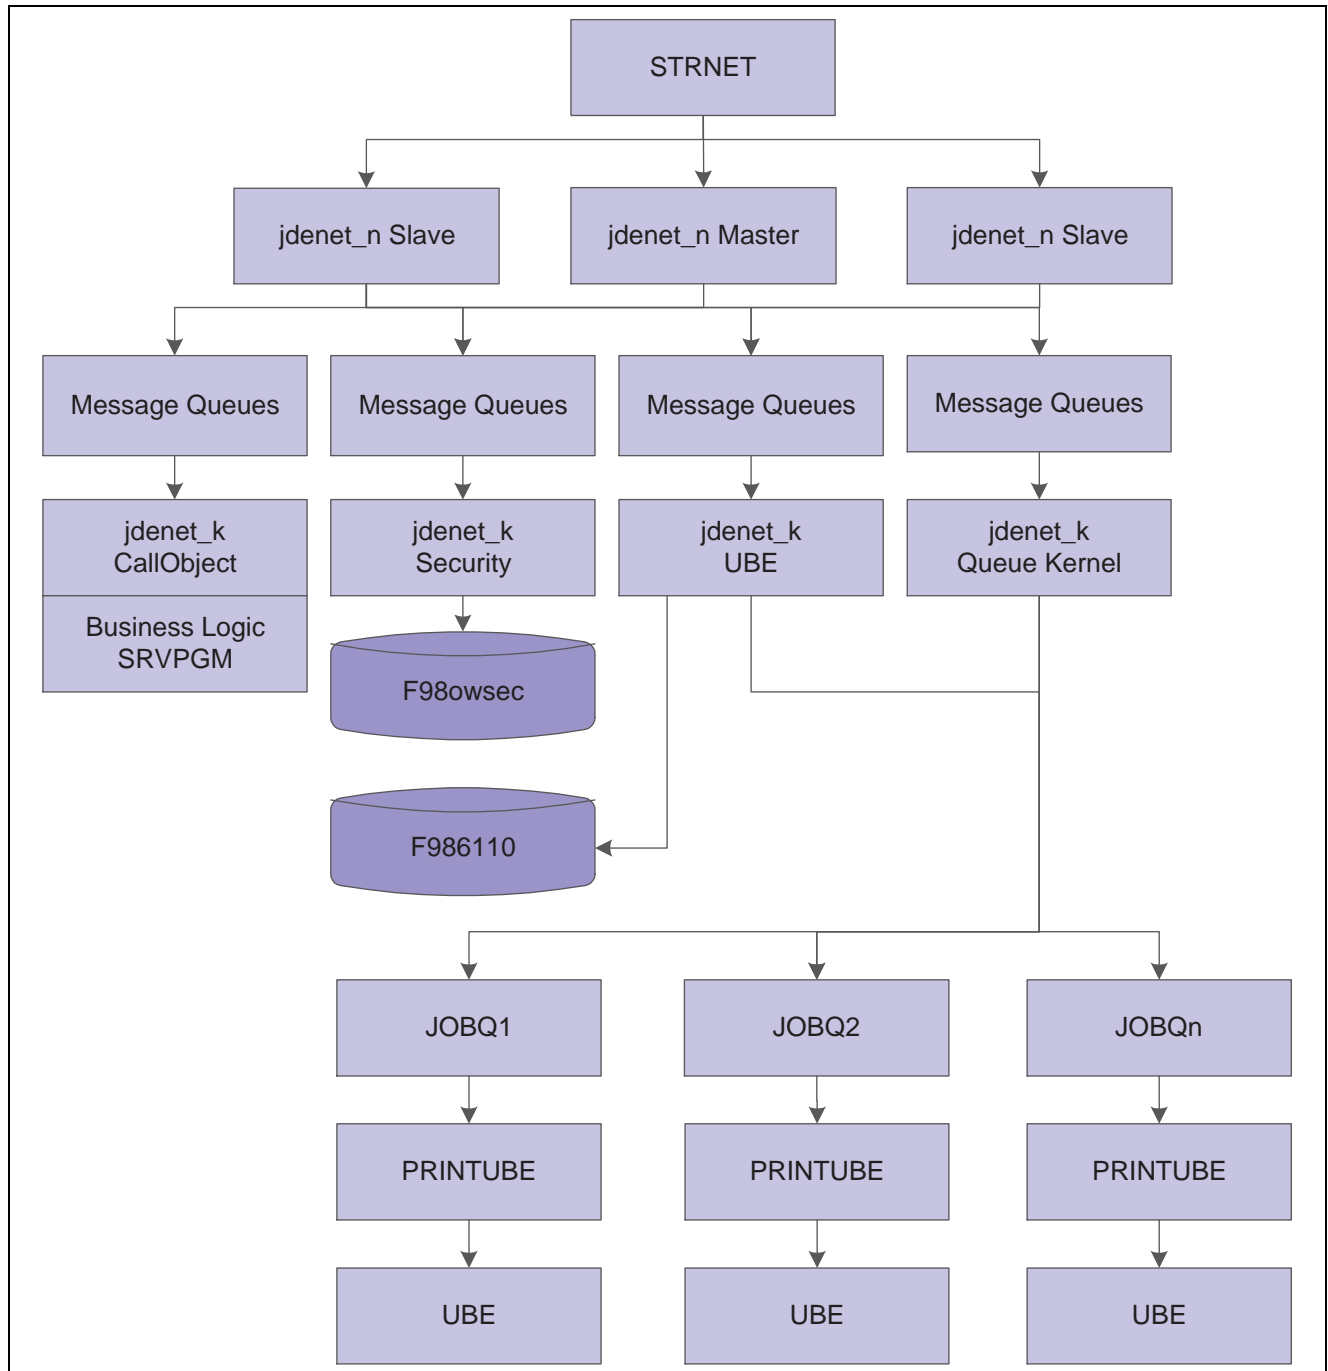 STRNET
jdenet_n Slave
jdenet_n Master
jdenet_n Slave
Message Queues
Message Queues
Message Queues
Message Queues
jdenet_k
CallObject
jdenet_k
Security
jdenet_k
UBE
jdenet_k
Queue Kernel
Business Logic
SRVPGM
F98owsec
F986110
JOBQ1
JOBQ2
JOBQn
PRINTUBE
PRINTUBE
PRINTUBE
UBE
UBE
UBE